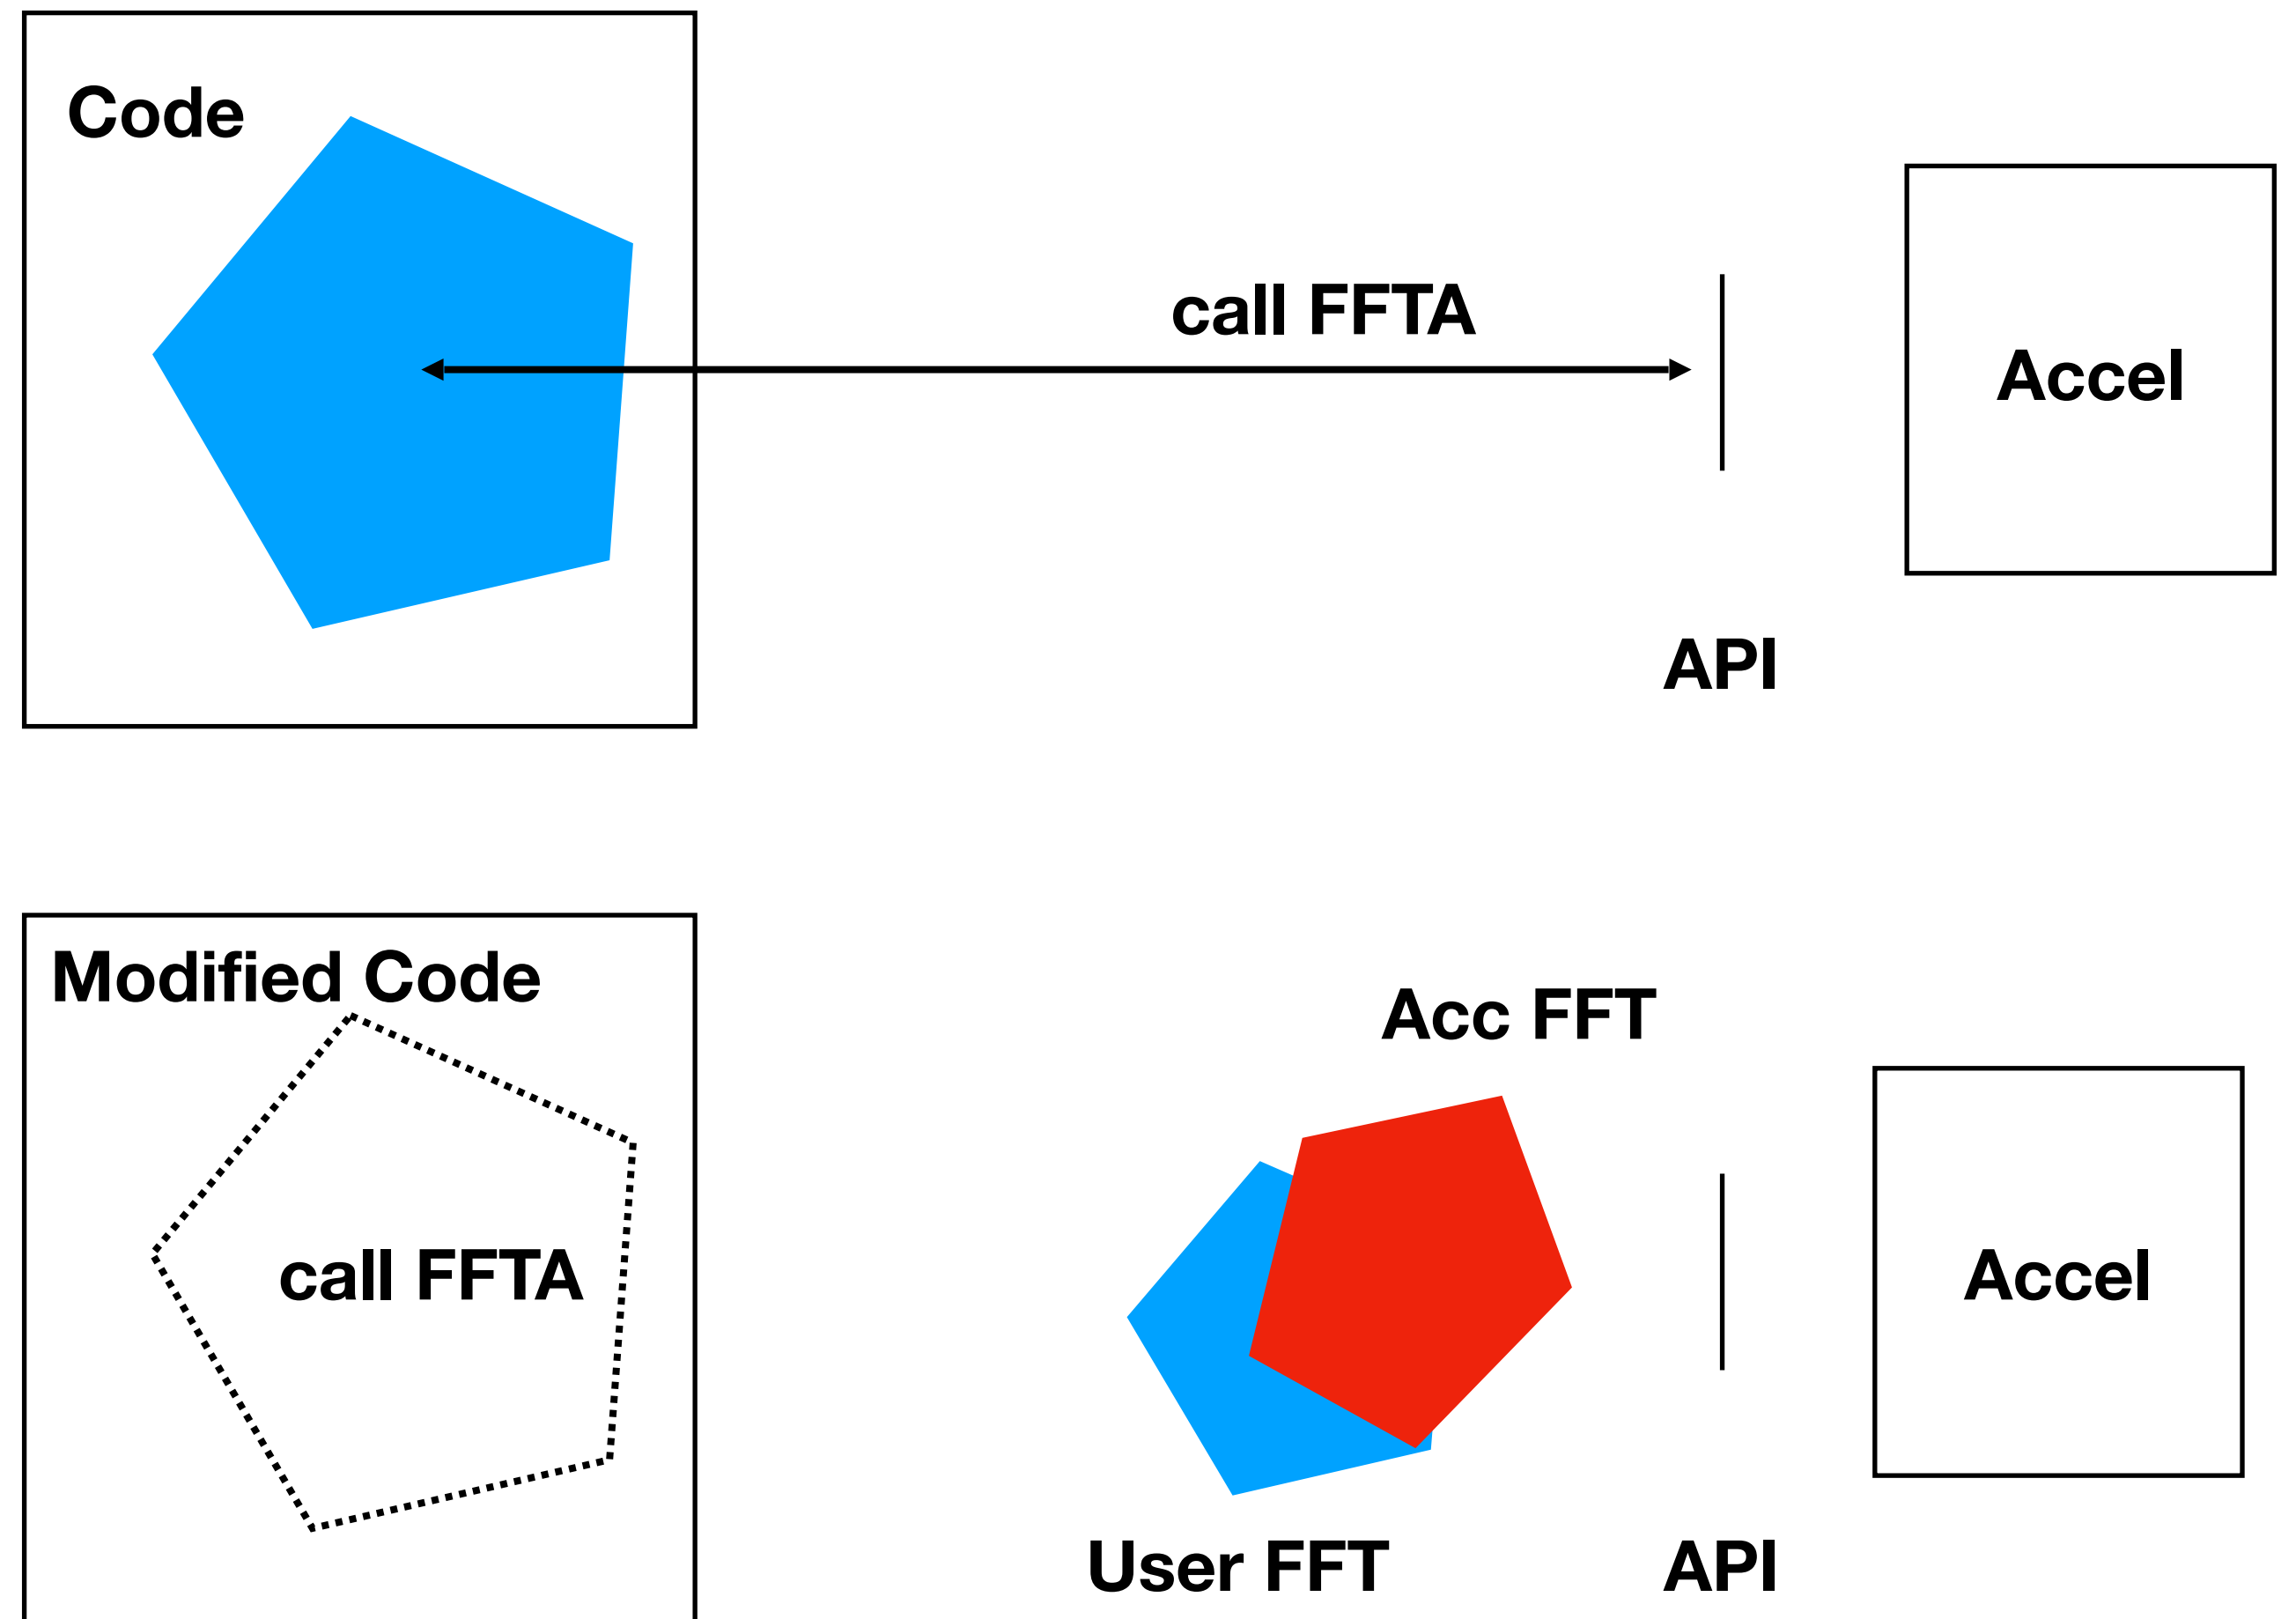 Code
call FFTA
Accel
API
Modified Code
Acc FFT
call FFTA
Accel
User FFT
API